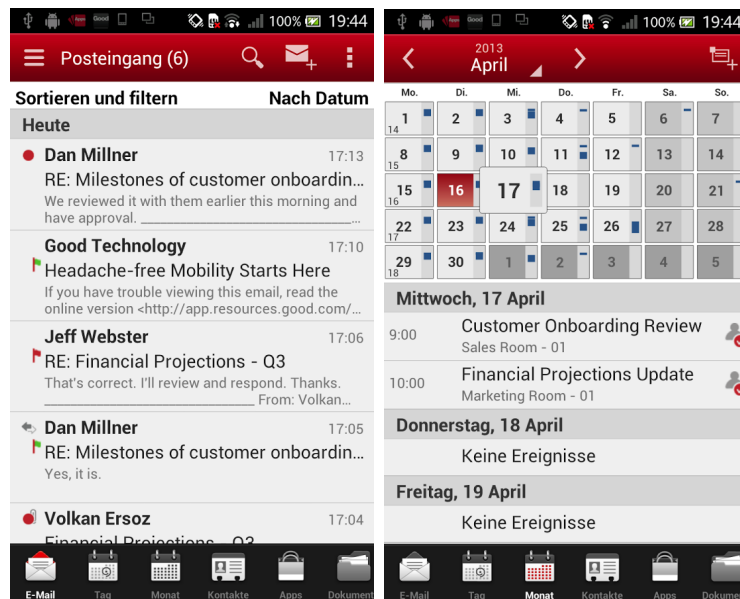 Good 100% 19:44
Posteingang (6)
Sortieren und filtern Nach Datum
Heute
Dan Millner 17:13
RE: Milestones of customer onboardin...
We reviewed it with them earlier this morning and
have approval. ___________________________________...
Good Technology 17:10
Headache-free Mobility Starts Here
If you have trouble viewing this email, read the
online version <http://app.resources.good.com/...
Jeff Webster 17:06
RE: Financial Projections - Q3
That's correct. I'll review and respond. Thanks.
___________________________________ From: Volkan...
Dan Millner 17:05
RE: Milestones of customer onboardin...
Yes, it is.
Volkan Ersoz 17:04
Financial Projections - Q3
E-Mail Tag Monat Kontakte Apps Dokument
Good 100% 19:44
2013
April
Mo. Di. Mi. Do. Fr. Sa. So.
1 2 3 4 5 6 7
14
8 9 10 11 12 13 14
15
15 16 17 18 19 20 21
16
22 23 24 25 26 27 28
17
29 30 1 2 3 4 5
18
Mittwoch, 17 April
9:00 Customer Onboarding Review
Sales Room - 01
10:00 Financial Projections Update
Marketing Room - 01
Donnerstag, 18 April
Keine Ereignisse
Freitag, 19 April
Keine Ereignisse
E-Mail Tag Monat Kontakte Apps Dokumen